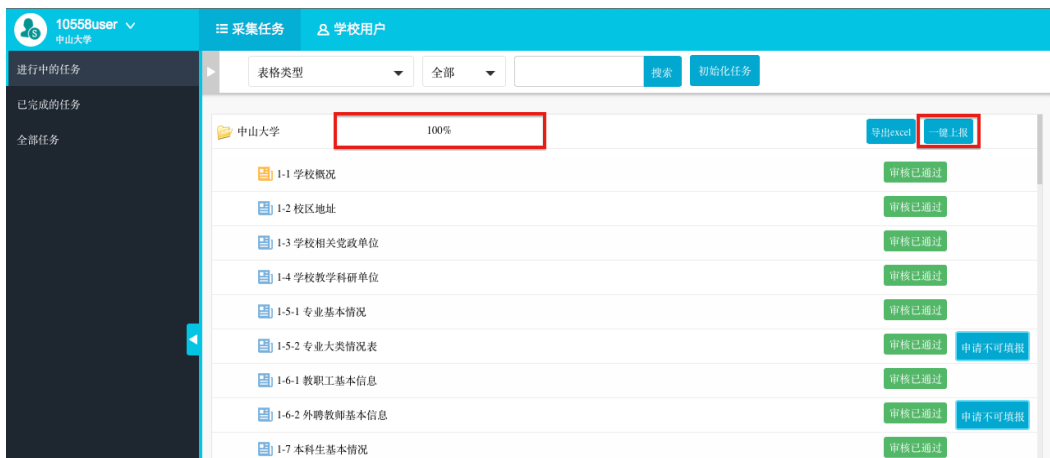 10558user
中山大学
采集任务 学校用户
进行中的任务
已完成的任务
全部任务
表格类型 全部 搜索 初始化任务
中山大学 100% 导出excel 一键上报
1-1 学校概况 审核已通过
1-2 校区地址 审核已通过
1-3 学校相关党政单位 审核已通过
1-4 学校教学科研单位 审核已通过
1-5-1 专业基本情况 审核已通过
1-5-2 专业大类情况表 审核已通过 申请不可填报
1-6-1 教职工基本信息 审核已通过
1-6-2 外聘教师基本信息 审核已通过 申请不可填报
1-7 本科生基本情况 审核已通过